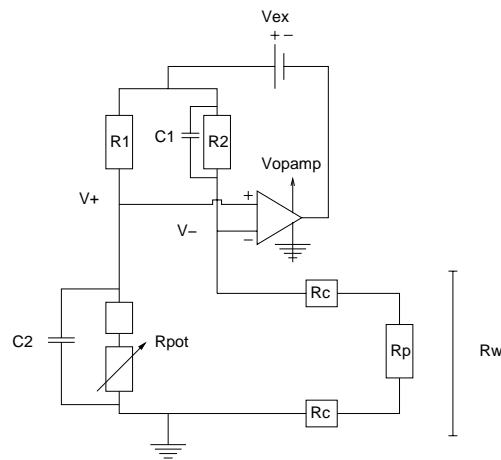 Vex
+ −
R1
C1
R2
Vopamp
V+
+
V−
−
Rc
C2
Rpot
Rp
Rw
Rc